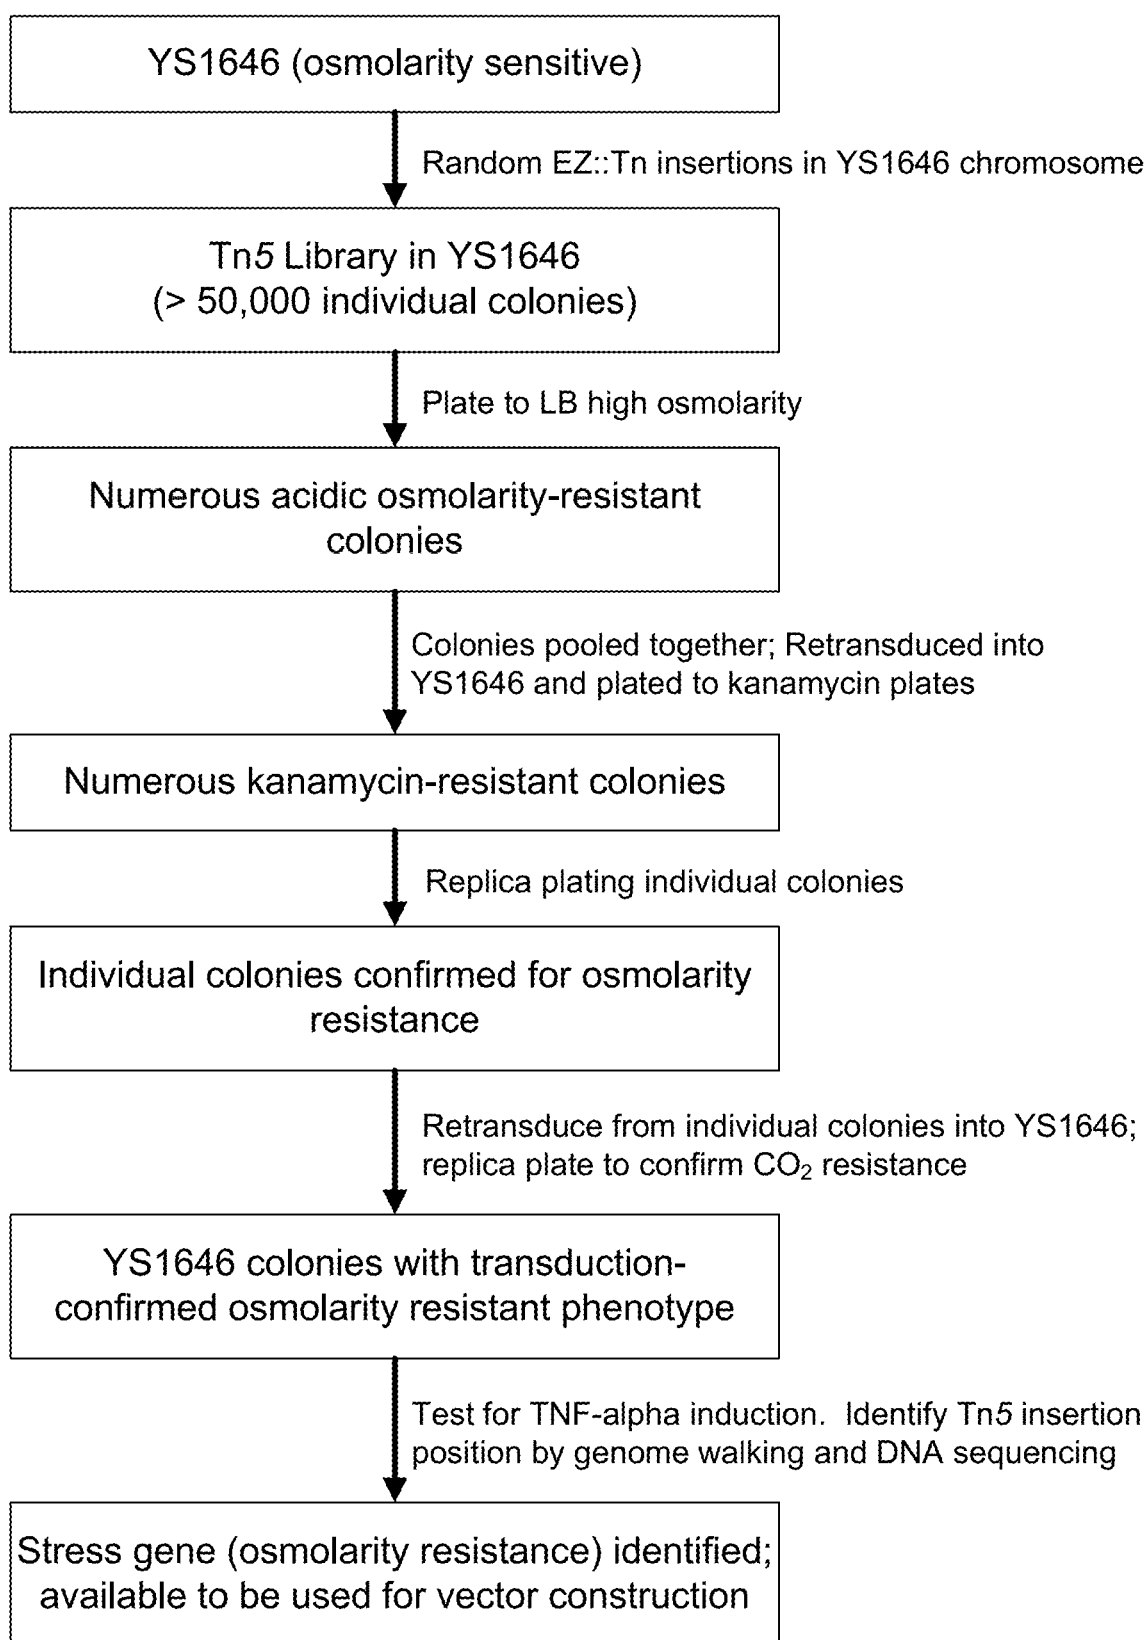 YS1646 (osmolarity sensitive)
Random EZ::Tn insertions in YS1646 chromosome
Tn5 Library in YS1646
(> 50,000 individual colonies)
Plate to LB high osmolarity
Numerous acidic osmolarity-resistant
colonies
Colonies pooled together; Retransduced into
YS1646 and plated to kanamycin plates
Numerous kanamycin-resistant colonies
Replica plating individual colonies
Individual colonies confirmed for osmolarity
resistance
Retransduce from individual colonies into YS1646;
replica plate to confirm CO₂ resistance
YS1646 colonies with transduction-
confirmed osmolarity resistant phenotype
Test for TNF-alpha induction. Identify Tn5 insertion
position by genome walking and DNA sequencing
Stress gene (osmolarity resistance) identified;
available to be used for vector construction